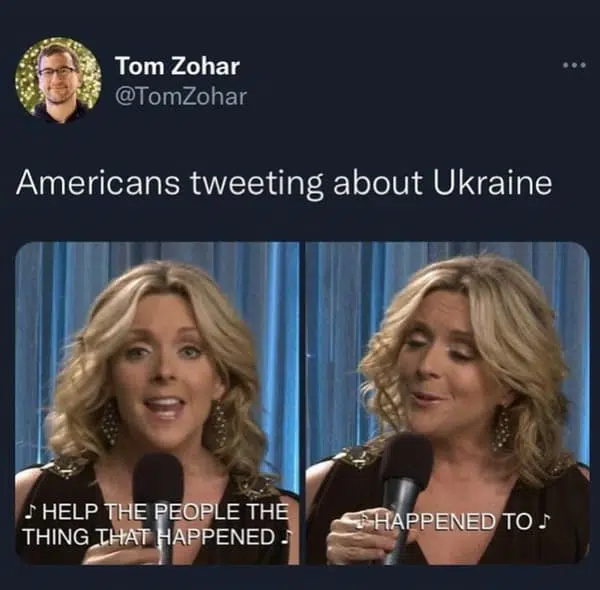 Tom Zohar
@TomZohar
Americans tweeting about Ukraine
♪ HELP THE PEOPLE THE
THING THAT HAPPENED ♪
♪ HAPPENED TO ♪